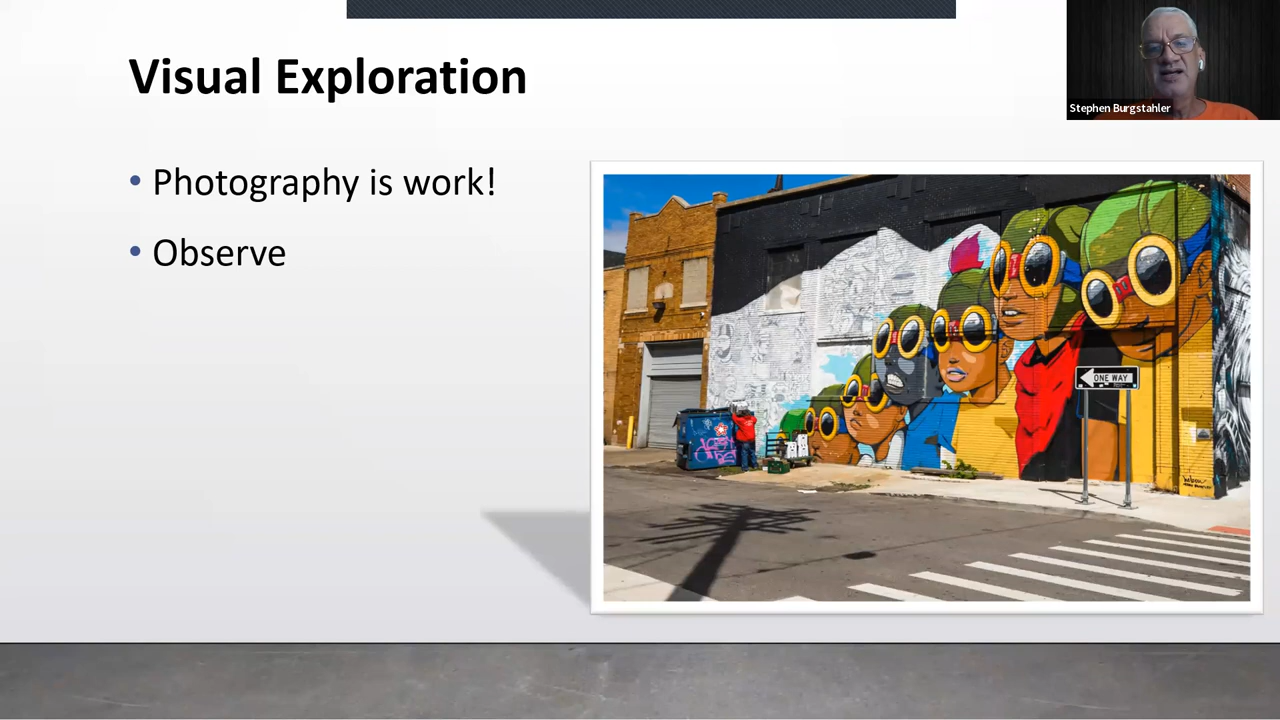 Visual Exploration
Stephen Burgstahler
• Photography is work!
• Observe
ONE WAY